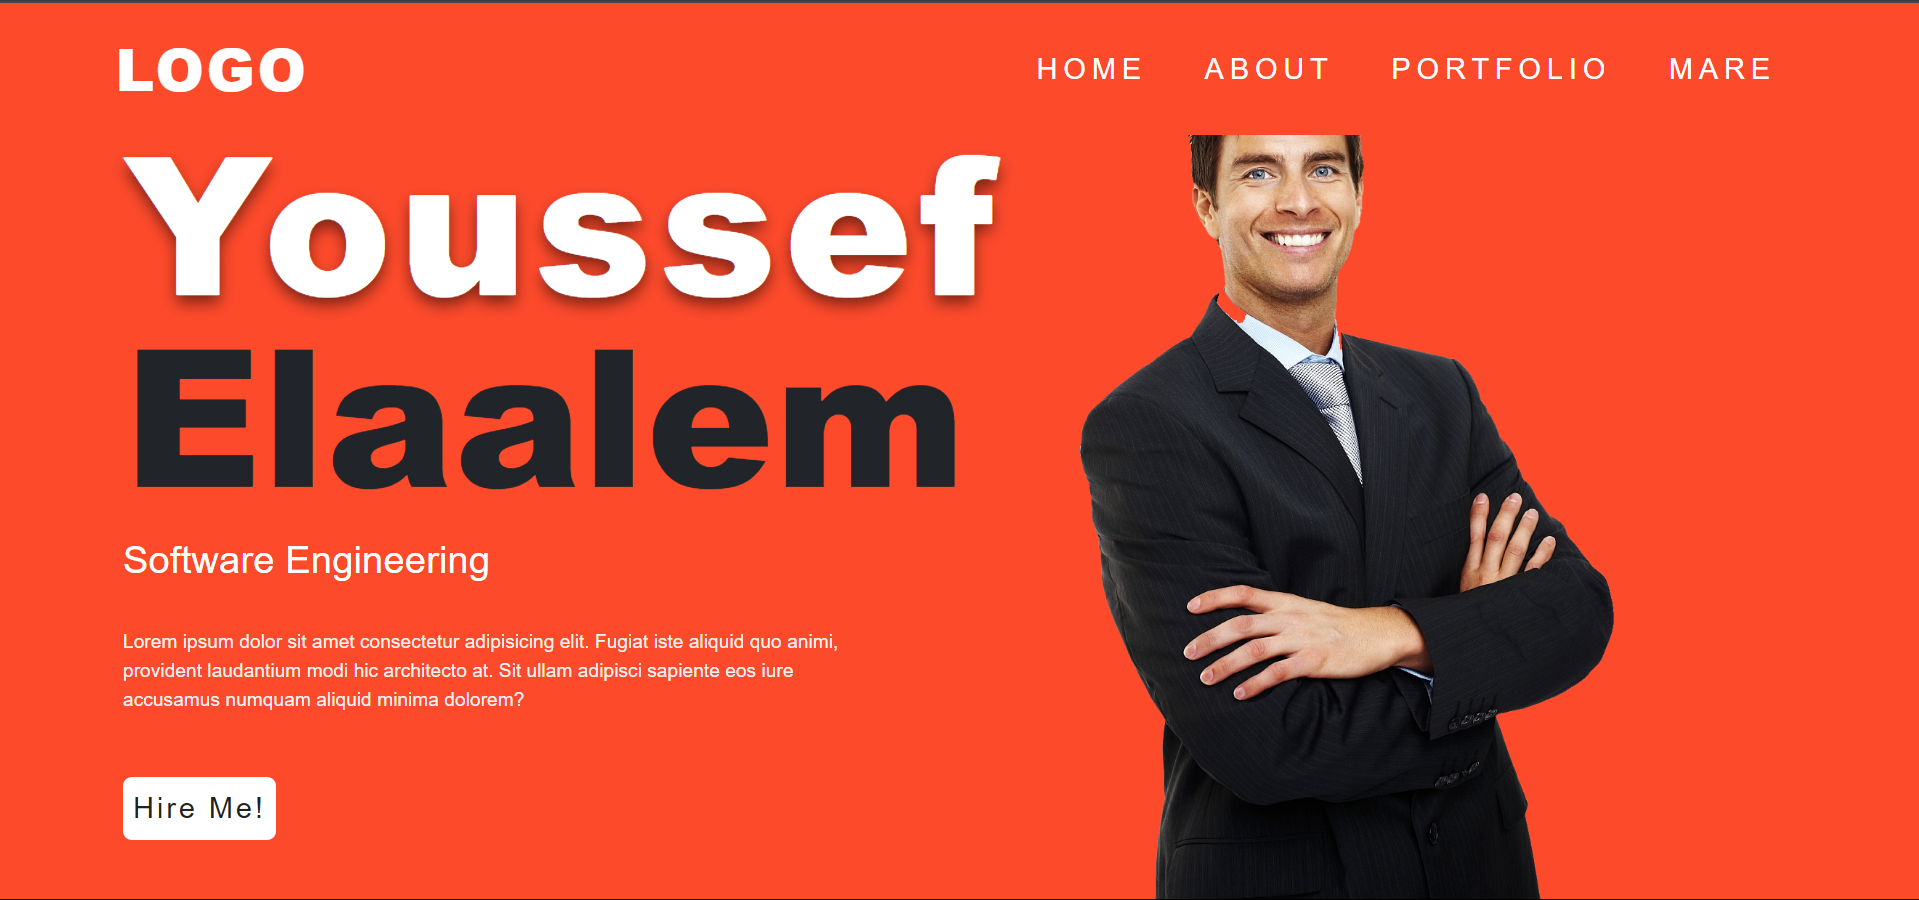 LOGO
HOME ABOUT PORTFOLIO MARE
Youssef
Elaalem
Software Engineering
Lorem ipsum dolor sit amet consectetur adipisicing elit. Fugiat iste aliquid quo animi,
provident laudantium modi hic architecto at. Sit ullam adipisci sapiente eos iure
accusamus numquam aliquid minima dolorem?
Hire Me!